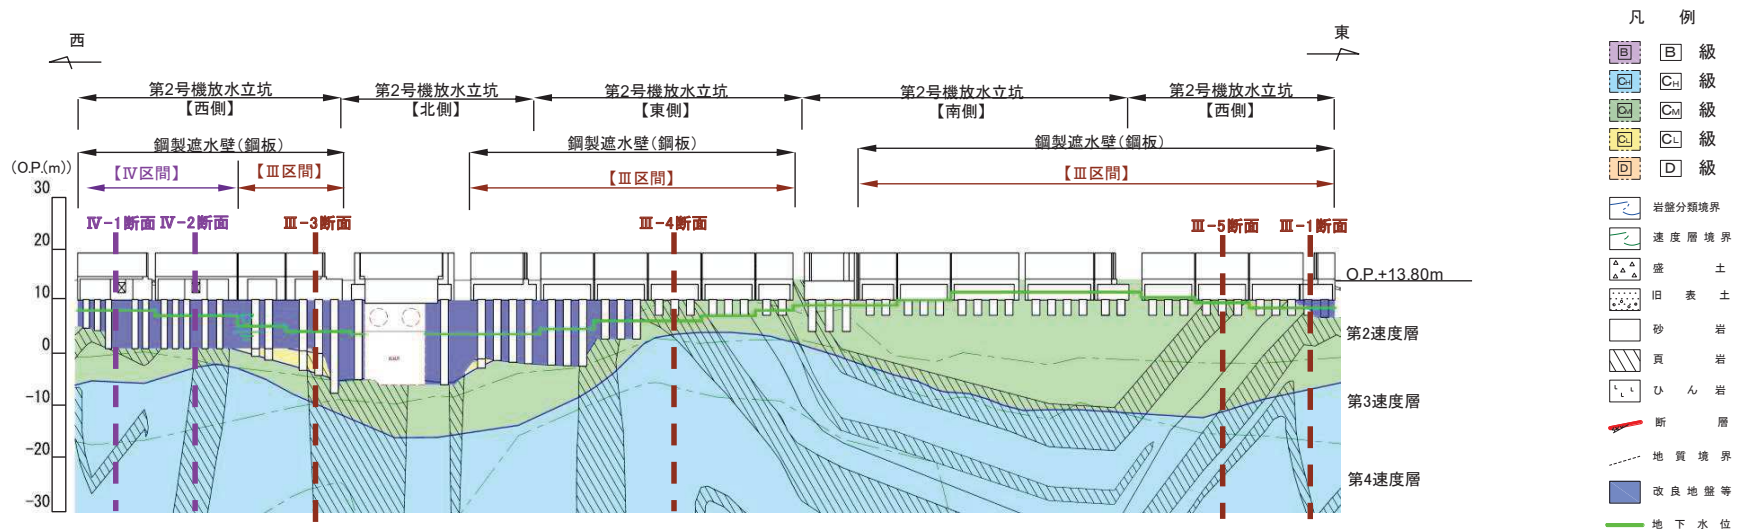 西
東
第2号機放水立坑
【西側】
第2号機放水立坑
【北側】
第2号機放水立坑
【東側】
第2号機放水立坑
【南側】
第2号機放水立坑
【西側】
鋼製遮水壁(鋼板)
鋼製遮水壁(鋼板)
鋼製遮水壁(鋼板)
【Ⅳ区間】
【Ⅲ区間】
【Ⅲ区間】
【Ⅲ区間】
(O.P.(m))
30
20
10
0
-10
-20
-30
Ⅳ-1断面
Ⅳ-2断面
Ⅲ-3断面
Ⅲ-4断面
Ⅲ-5断面
Ⅲ-1断面
O.P.+13.80m
第2速度層
第3速度層
第4速度層
凡 例
B B 級
CH CH 級
CM CM 級
CL CL 級
D D 級
岩盤分類境界
速度層境界
盛土
旧表土
砂岩
頁岩
ひん岩
断層
地質境界
改良地盤等
地下水位